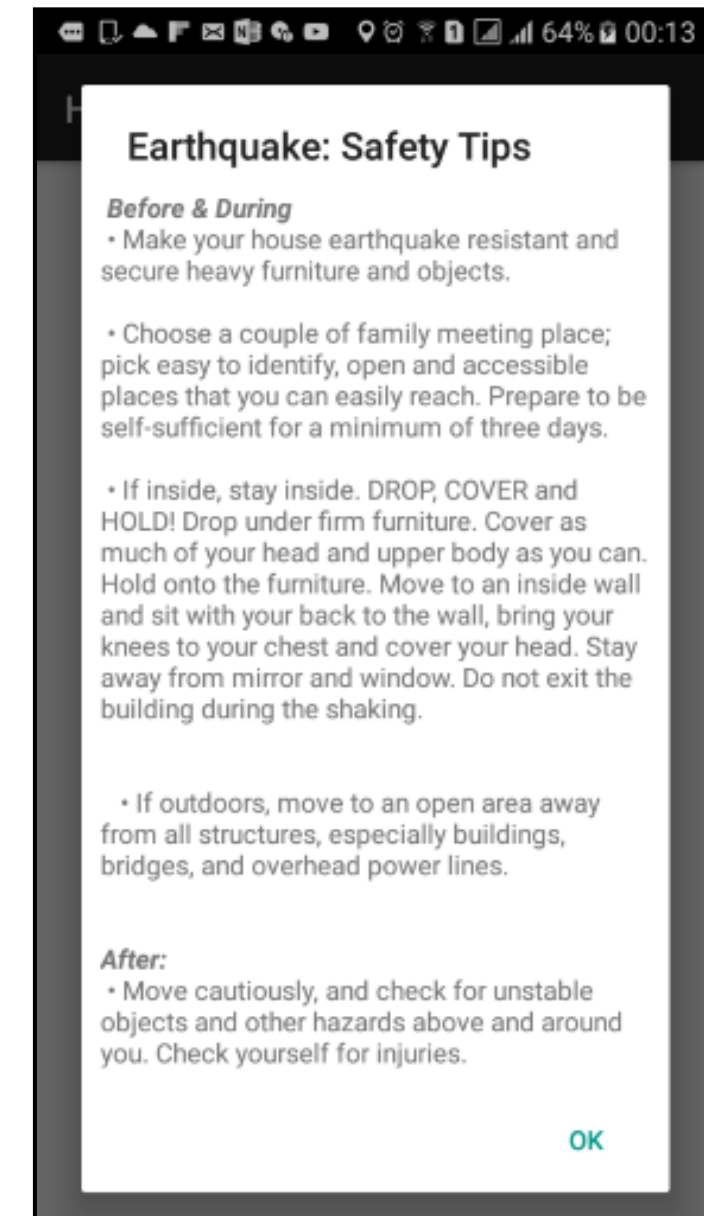 64% 00:13
H
Earthquake: Safety Tips
Before & During
• Make your house earthquake resistant and
secure heavy furniture and objects.
• Choose a couple of family meeting place;
pick easy to identify, open and accessible
places that you can easily reach. Prepare to be
self-sufficient for a minimum of three days.
• If inside, stay inside. DROP, COVER and
HOLD! Drop under firm furniture. Cover as
much of your head and upper body as you can.
Hold onto the furniture. Move to an inside wall
and sit with your back to the wall, bring your
knees to your chest and cover your head. Stay
away from mirror and window. Do not exit the
building during the shaking.
• If outdoors, move to an open area away
from all structures, especially buildings,
bridges, and overhead power lines.
After:
• Move cautiously, and check for unstable
objects and other hazards above and around
you. Check yourself for injuries.
OK